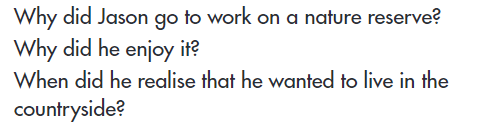 Why did Jason go to work on a nature reserve?
Why did he enjoy it?
When did he realise that he wanted to live in the
countryside?